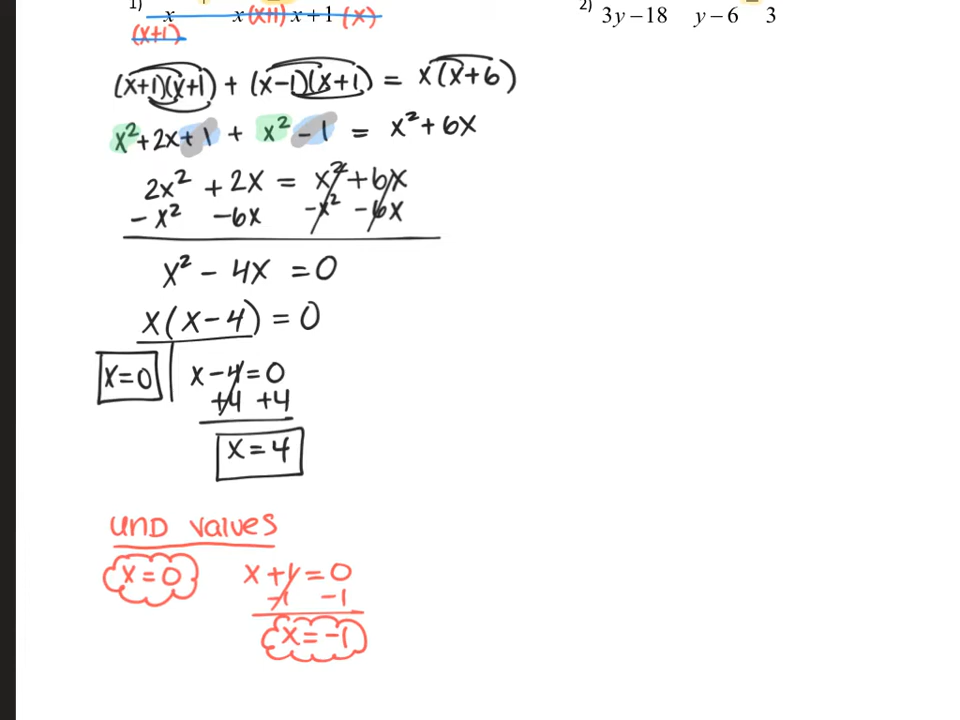 1) x x (x+1) x + 1 (x)
(x+1)
(x+1)(x+1) + (x-1)(x+1) = x(x+6)
x² + 2x + 1 + x² - 1 = x² + 6x
2x² + 2x = x² + 6x
- x² - 6x - x² - 6x
x² - 4x = 0
x(x-4) = 0
x=0 x-4=0
+4 +4
x = 4
UND values
x=0 x+1=0
-1 -1
x=-1
2) 3y − 18 y − 6 3